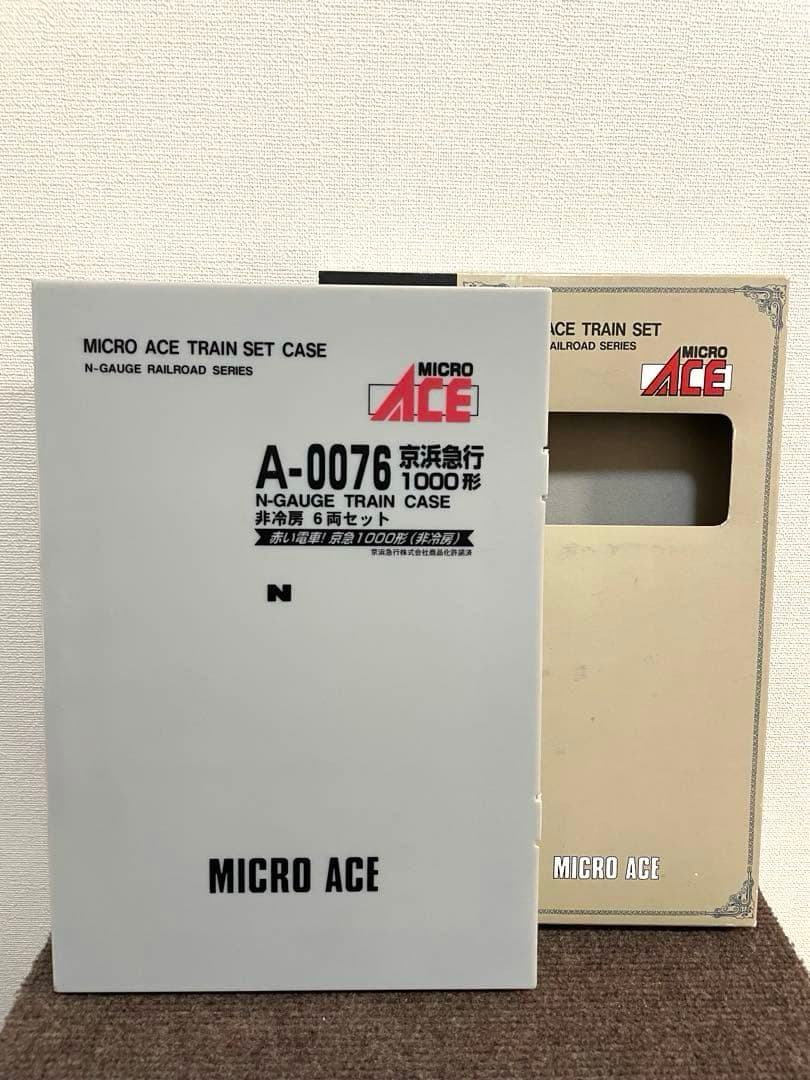 MICRO ACE TRAIN SET CASE
N-GAUGE RAILROAD SERIES
MICRO
ACE
A-0076 京浜急行
1000形
N-GAUGE TRAIN CASE
非冷房 6両セット
赤い電車! 京急1000形(非冷房)
京浜急行株式会社商品化許諾済
N
MICRO ACE
ACE TRAIN SET
AILROAD SERIES
MICRO
ACE
MICRO ACE